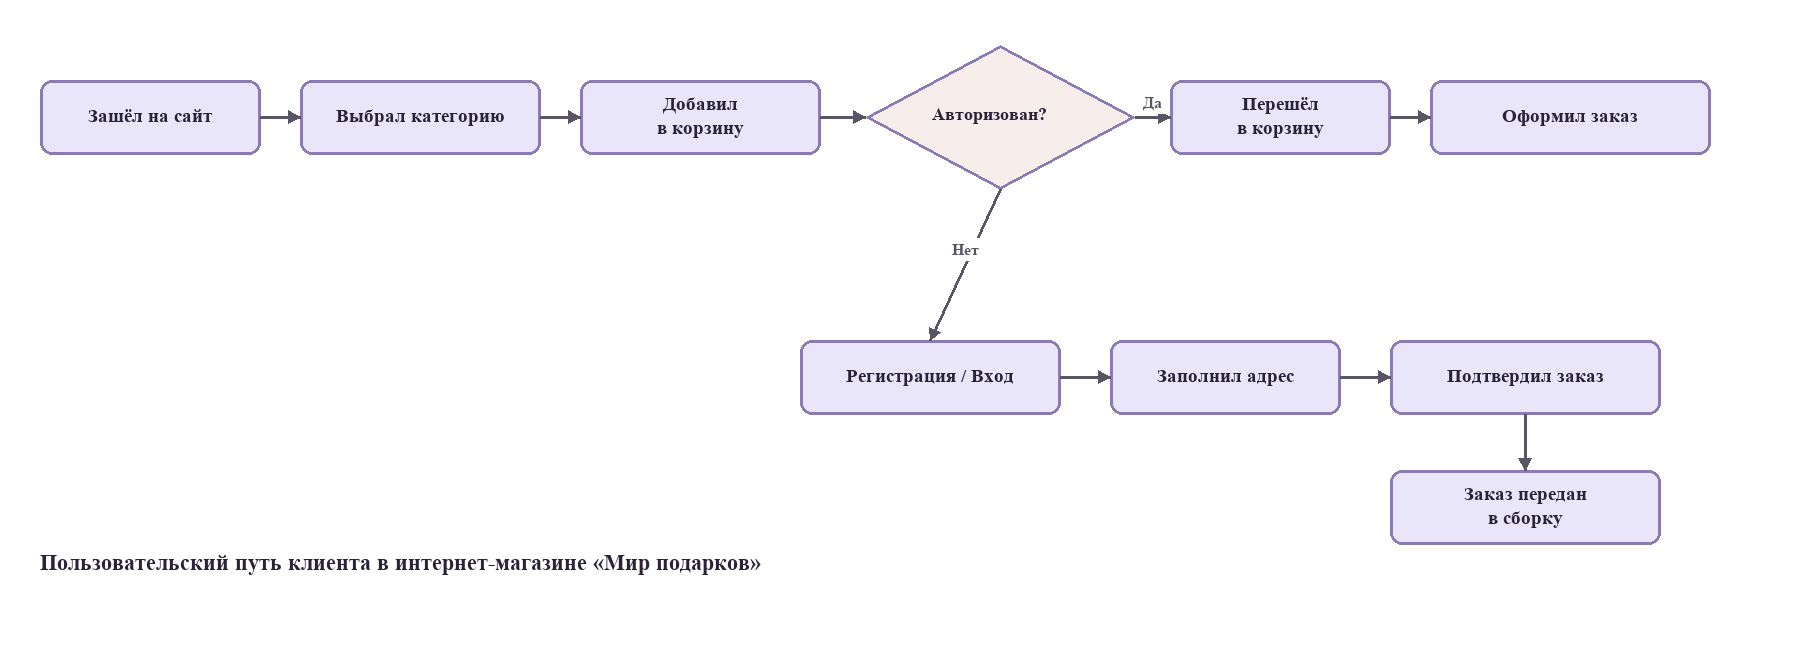 Зашёл на сайт
Выбрал категорию
Добавил
в корзину
Авторизован?
Да
Перешёл
в корзину
Оформил заказ
Нет
Регистрация / Вход
Заполнил адрес
Подтвердил заказ
Заказ передан
в сборку
Пользовательский путь клиента в интернет-магазине «Мир подарков»